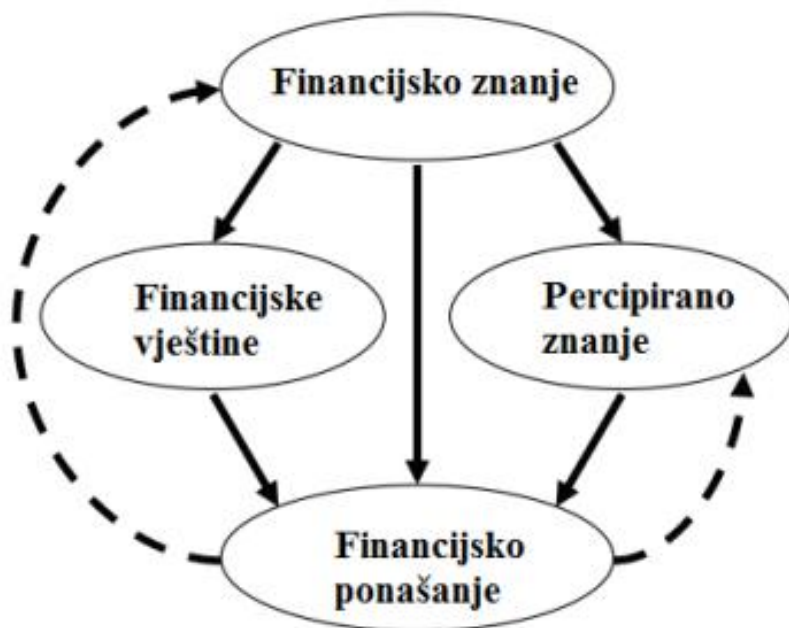 Financijsko znanje
Financijske
vještine
Percipirano
znanje
Financijsko
ponašanje